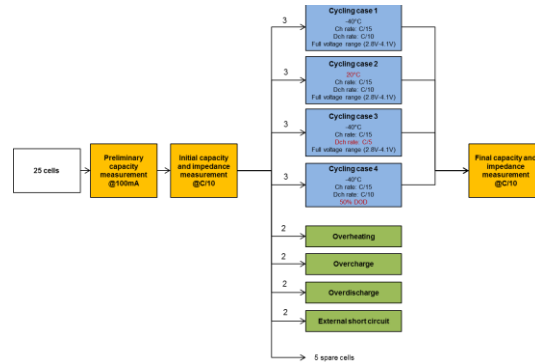 25 cells
Preliminary
capacity
measurement
@100mA
Initial capacity
and impedance
measurement
@C/10
3
Cycling case 1
-40°C
Ch rate: C/15
Dch rate: C/10
Full voltage range (2.8V-4.1V)
3
Cycling case 2
20°C
Ch rate: C/15
Dch rate: C/10
Full voltage range (2.8V-4.1V)
3
Cycling case 3
-40°C
Ch rate: C/15
Dch rate: C/5
Full voltage range (2.8V-4.1V)
3
Cycling case 4
-40°C
Ch rate: C/15
Dch rate: C/10
50% DOD
2
Overheating
2
Overcharge
2
Overdischarge
2
External short circuit
5 spare cells
Final capacity and
impedance
measurement
@C/10